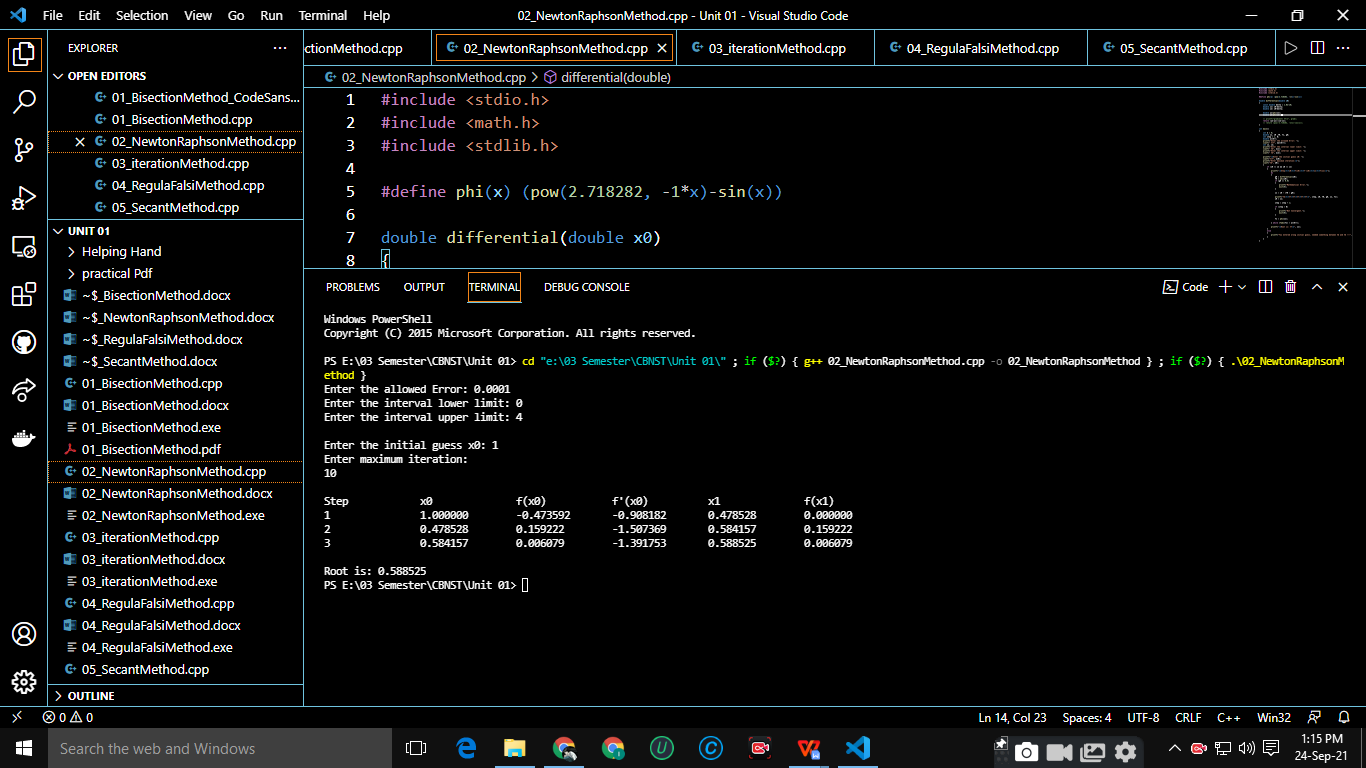 File Edit Selection View Go Run Terminal Help
02_NewtonRaphsonMethod.cpp - Unit 01 - Visual Studio Code
EXPLORER
OPEN EDITORS
01_BisectionMethod_CodeSans...
01_BisectionMethod.cpp
02_NewtonRaphsonMethod.cpp
03_iterationMethod.cpp
04_RegulaFalsiMethod.cpp
05_SecantMethod.cpp
UNIT 01
Helping Hand
practical Pdf
~$_BisectionMethod.docx
~$_NewtonRaphsonMethod.docx
~$_RegulaFalsiMethod.docx
~$_SecantMethod.docx
01_BisectionMethod.cpp
01_BisectionMethod.docx
01_BisectionMethod.exe
01_BisectionMethod.pdf
02_NewtonRaphsonMethod.cpp
02_NewtonRaphsonMethod.docx
02_NewtonRaphsonMethod.exe
03_iterationMethod.cpp
03_iterationMethod.docx
03_iterationMethod.exe
04_RegulaFalsiMethod.cpp
04_RegulaFalsiMethod.docx
04_RegulaFalsiMethod.exe
05_SecantMethod.cpp
OUTLINE
ctionMethod.cpp 02_NewtonRaphsonMethod.cpp 03_iterationMethod.cpp 04_RegulaFalsiMethod.cpp 05_SecantMethod.cpp
02_NewtonRaphsonMethod.cpp > differential(double)
1 #include <stdio.h>
2 #include <math.h>
3 #include <stdlib.h>
4
5 #define phi(x) (pow(2.718282, -1*x)-sin(x))
6
7 double differential(double x0)
8 {
PROBLEMS OUTPUT TERMINAL DEBUG CONSOLE
Code
Windows PowerShell
Copyright (C) 2015 Microsoft Corporation. All rights reserved.
PS E:\03 Semester\CBNST\Unit 01> cd "e:\03 Semester\CBNST\Unit 01\" ; if ($?) { g++ 02_NewtonRaphsonMethod.cpp -o 02_NewtonRaphsonMethod } ; if ($?) { .\02_NewtonRaphsonM
ethod }
Enter the allowed Error: 0.0001
Enter the interval lower limit: 0
Enter the interval upper limit: 4
Enter the initial guess x0: 1
Enter maximum iteration:
10
Step x0 f(x0) f'(x0) x1 f(x1)
1 1.000000 -0.473592 -0.908182 0.478528 0.000000
2 0.478528 0.159222 -1.507369 0.584157 0.159222
3 0.584157 0.006079 -1.391753 0.588525 0.006079
Root is: 0.588525
PS E:\03 Semester\CBNST\Unit 01>
0 0
Ln 14, Col 23 Spaces: 4 UTF-8 CRLF C++ Win32
Search the web and Windows
1:15 PM
24-Sep-21